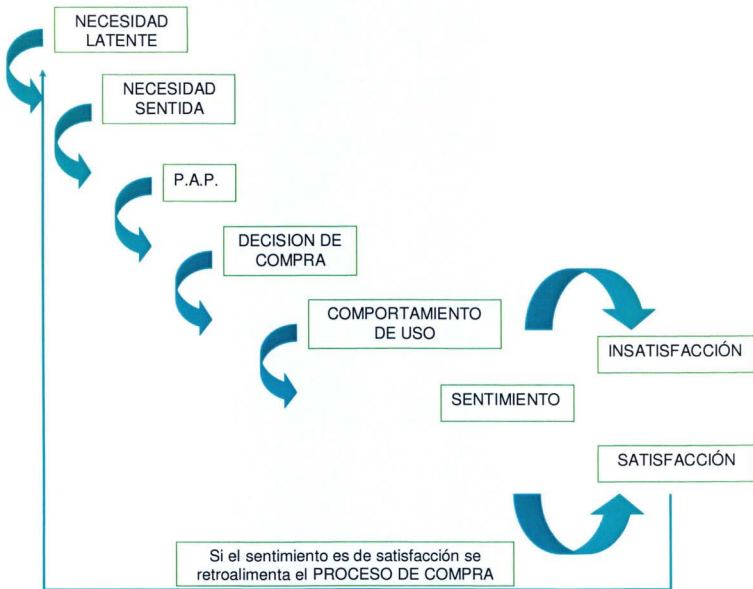 NECESIDAD
LATENTE
NECESIDAD
SENTIDA
P.A.P.
DECISION DE
COMPRA
COMPORTAMIENTO
DE USO
INSATISFACCIÓN
SENTIMIENTO
SATISFACCIÓN
Si el sentimiento es de satisfacción se
retroalimenta el PROCESO DE COMPRA